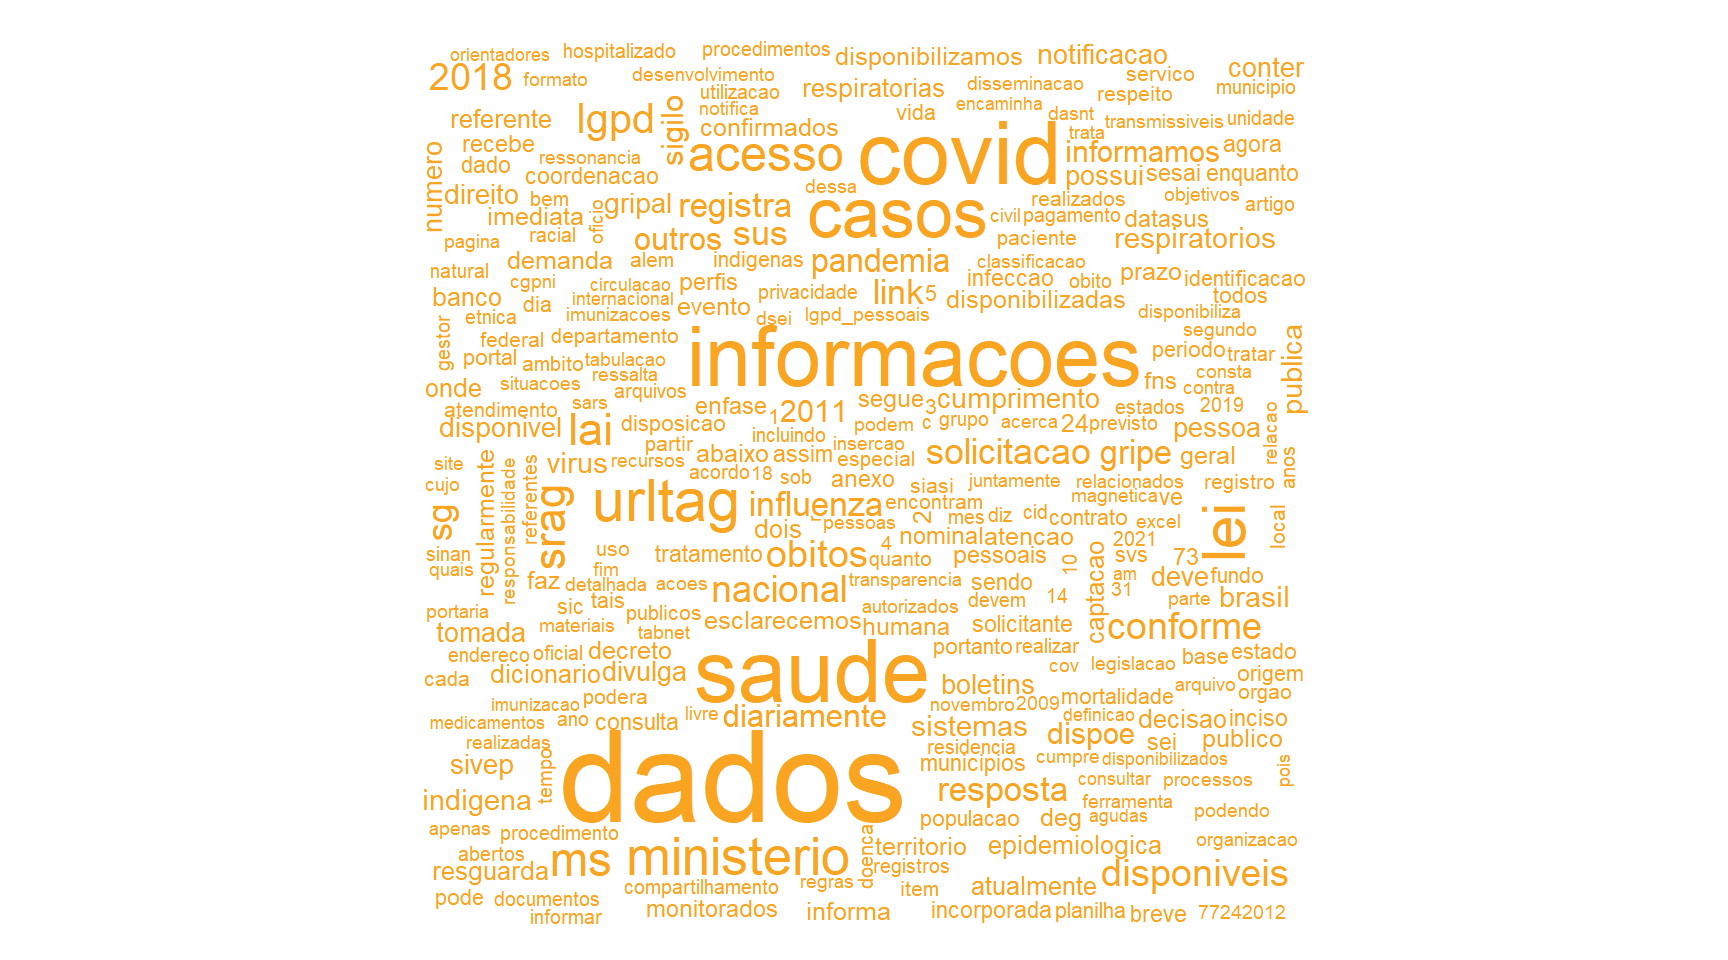 orientadores hospitalizado procedimentos disponibilizamos notificacao
2018 formato desenvolvimento utilizacao respiratorias disseminacao servico conter municipio
notifica vida encaminha respeito
referente lgpd sigilo confirmados covid dasnt transmissiveis unidade
recebe trata
dado ressonancia acesso informamos agora
numero coordenacao possui sesai enquanto
direito bem gripal registra dessa casos realizados objetivos artigo
imediata oficio civil pagamento datasus
pagina racial outros sus paciente respiratorios
natural demanda alem indigenas pandemia classificacao
cgpni circulacao perfis infeccao obito prazo identificacao
banco dia internacional evento privacidade link 5 disponibilizadas todos
etnica imunizacoes dsei lgpd_pessoais disponibiliza
gestor federal departamento informacoes segundo publica
portal ambito tabulacao periodo tratar
onde situacoes ressalta arquivos fns consta contra
atendimento sars enfase 1 2011 segue 3 cumprimento estados 2019
disponivel lai disposicao podem c grupo acerca 24 previsto pessoa relacao
partir incluindo insercao
site virus recursos abaixo assim especial solicitacao gripe geral
cujo regularmente responsabilidade referentes acordo 18 sob anexo siasi juntamente relacionados registro anos
sg srag urltag influenza encontram magnetica ve
dois pessoas 2 mes diz cid contrato excel lei local
sinan uso tratamento obitos 4 nominal atencao 2021
quais fim quanto pessoais 10 svs 73
faz detalhada acoes nacional transparencia sendo captacao am deve fundo
portaria sic tais publicos autorizados devem 14 31 parte brasil
tomada materiais tabnet esclarecemos humana solicitante conforme
endereco oficial decreto portanto realizar
cada dicionario divulga saude cov legislacao base estado
imunizacao podera boletins mortalidade arquivo origem orgao
medicamentos ano consulta livre diariamente novembro 2009 definicao decisao inciso
realizadas sistemas dispoe sei publico
sivep tempo residencia municipios cumpre disponibilizados
dados consultar processos pois
indigena resposta ferramenta
apenas procedimento populacao deg agudas podendo
abertos ms ministerio doenca territorio epidemiologica organizacao
resguarda registros disponiveis
pode documentos compartilhamento regras item atualmente
informar monitorados informa incorporada planilha breve 77242012